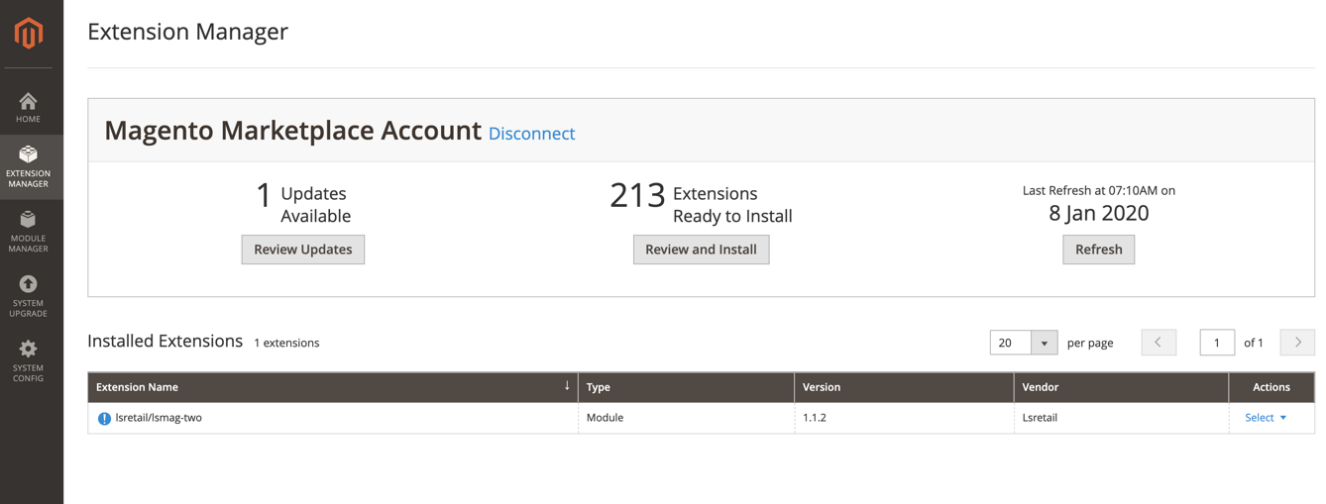 Extension Manager
HOME
EXTENSION
MANAGER
MODULE
MANAGER
SYSTEM
UPGRADE
SYSTEM
CONFIG
Magento Marketplace Account Disconnect
1 Updates
Available
Review Updates
213 Extensions
Ready to Install
Review and Install
Last Refresh at 07:10AM on
8 Jan 2020
Refresh
Installed Extensions 1 extensions
20 per page 1 of 1
Extension Name ↓ Type Version Vendor Actions
lsretail/lsmag-two Module 1.1.2 Lsretail Select